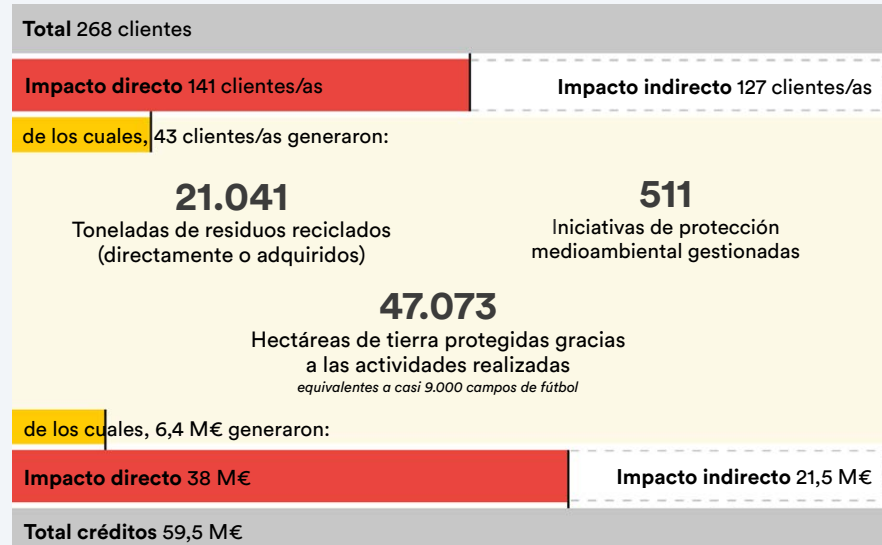 Total 268 clientes
Impacto directo 141 clientes/as
Impacto indirecto 127 clientes/as
de los cuales, 43 clientes/as generaron:
21.041
Toneladas de residuos reciclados
(directamente o adquiridos)
511
Iniciativas de protección
medioambiental gestionadas
47.073
Hectáreas de tierra protegidas gracias
a las actividades realizadas
equivalentes a casi 9.000 campos de fútbol
de los cuales, 6,4 M€ generaron:
Impacto directo 38 M€
Impacto indirecto 21,5 M€
Total créditos 59,5 M€